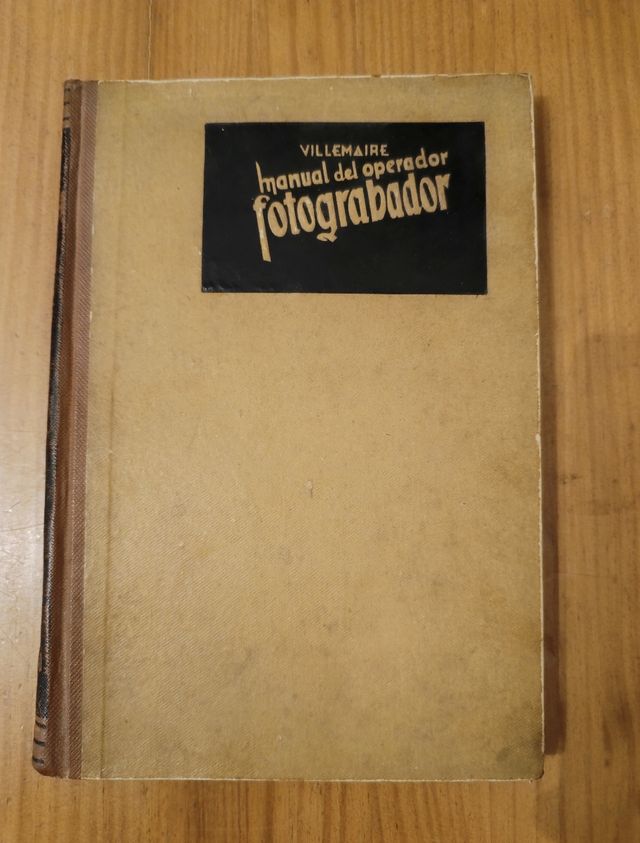 VILLEMAIRE
manual del operador
fotograbador